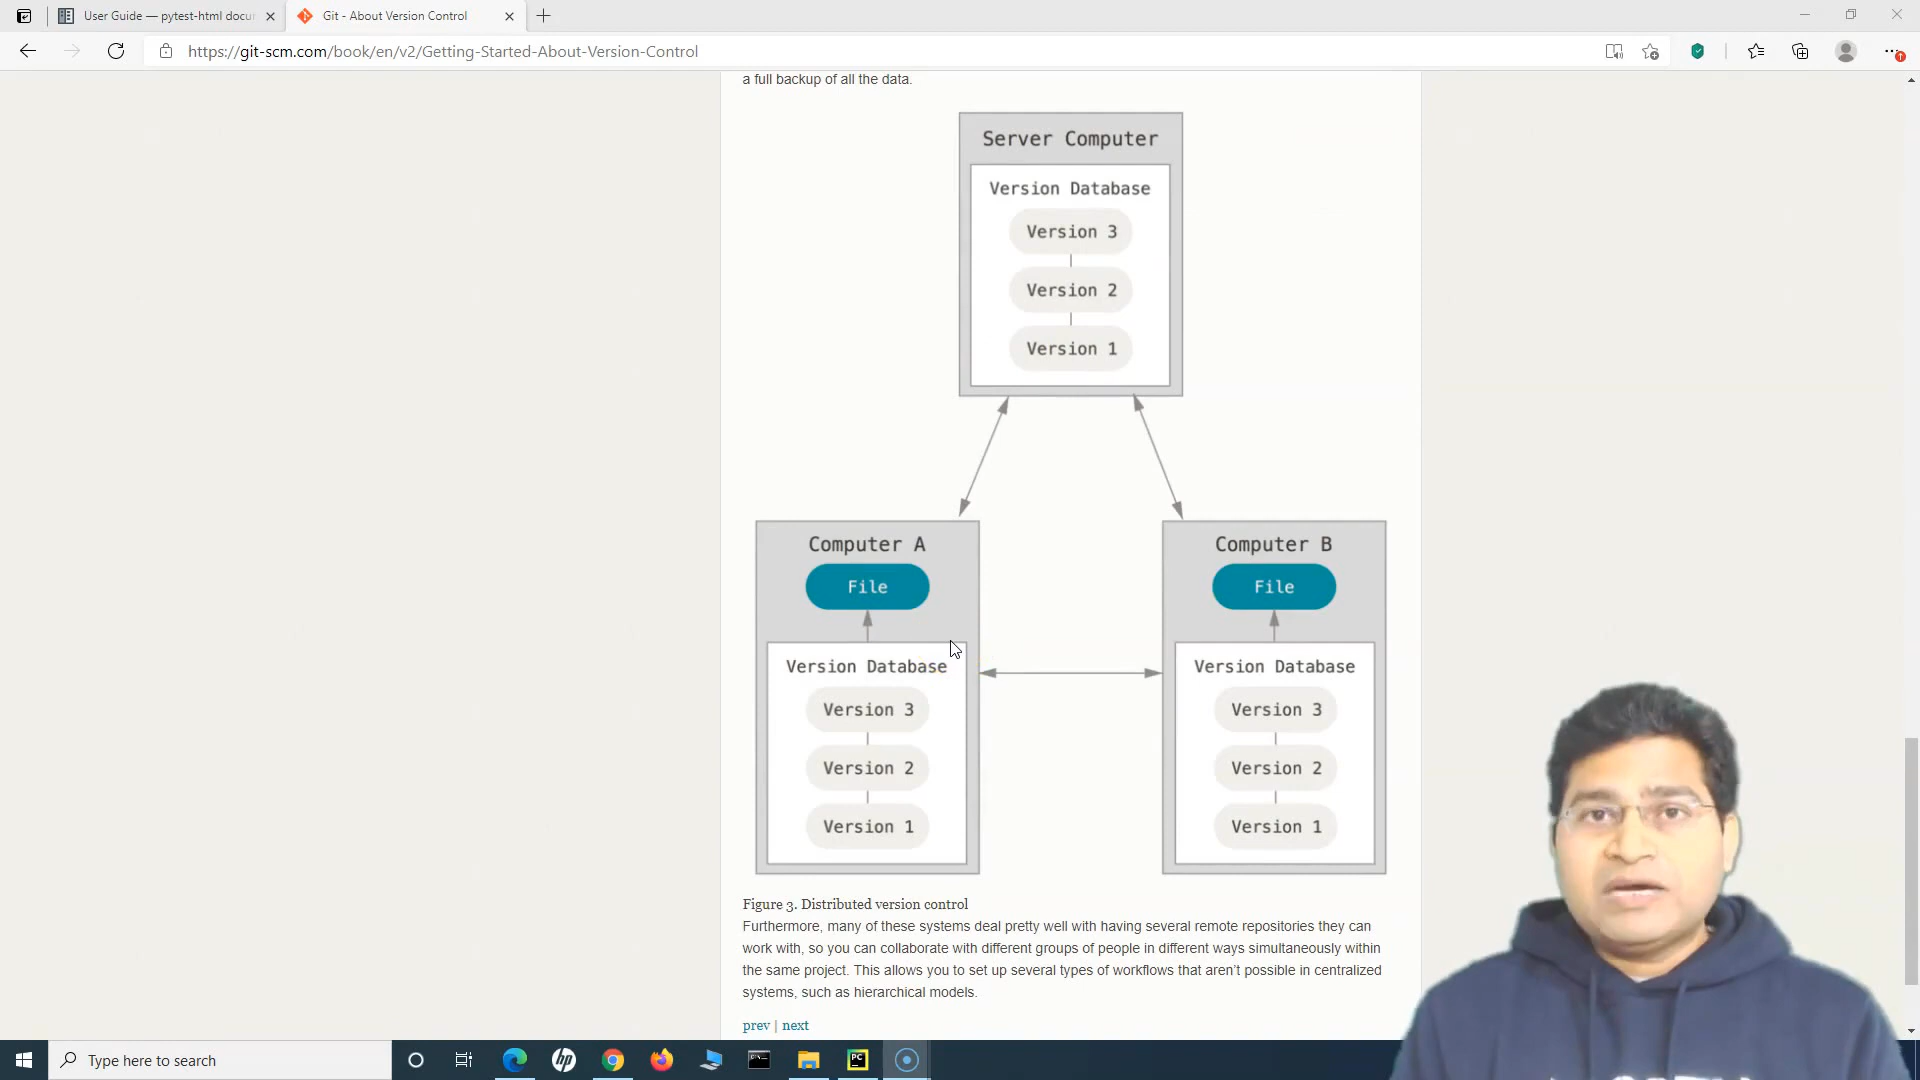 User Guide — pytest-html docu
Git - About Version Control
https://git-scm.com/book/en/v2/Getting-Started-About-Version-Control
a full backup of all the data.
Server Computer
Version Database
Version 3
Version 2
Version 1
Computer A
File
Version Database
Version 3
Version 2
Version 1
Computer B
File
Version Database
Version 3
Version 2
Version 1
Figure 3. Distributed version control
Furthermore, many of these systems deal pretty well with having several remote repositories they can
work with, so you can collaborate with different groups of people in different ways simultaneously within
the same project. This allows you to set up several types of workflows that aren't possible in centralized
systems, such as hierarchical models.
prev | next
Type here to search
hp
PC